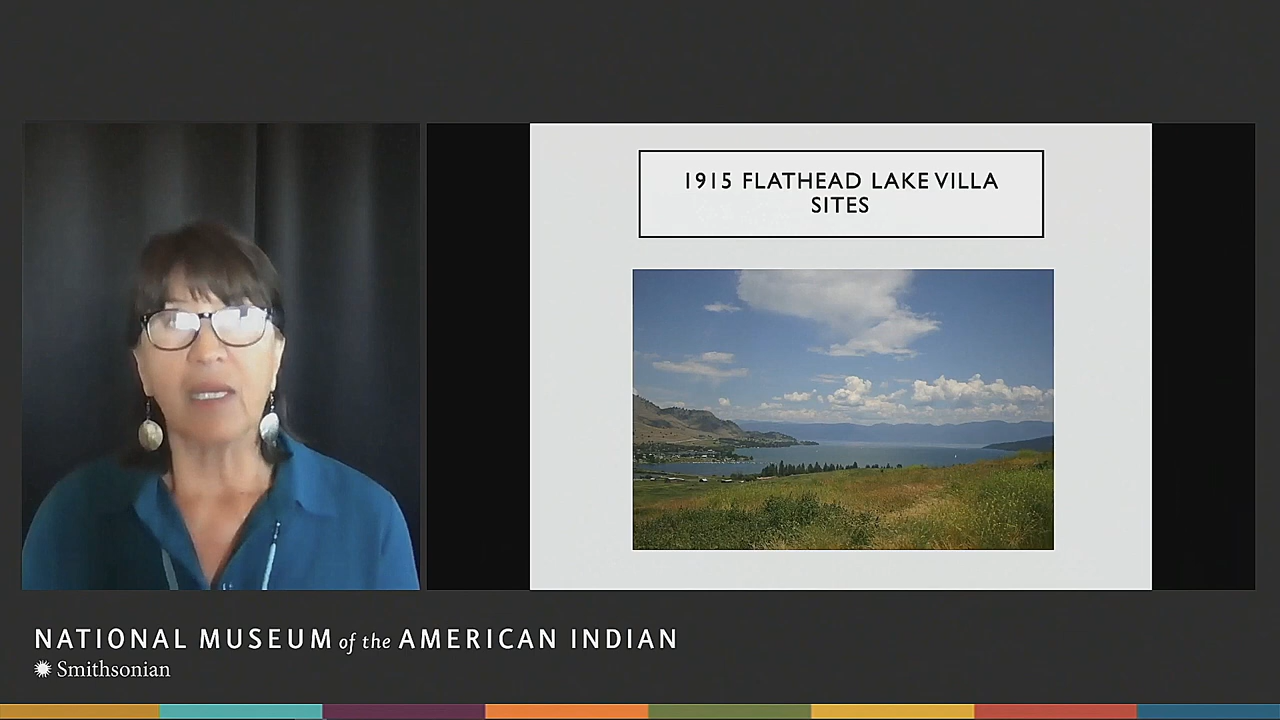 1915 FLATHEAD LAKE VILLA
SITES
NATIONAL MUSEUM of the AMERICAN INDIAN
Smithsonian